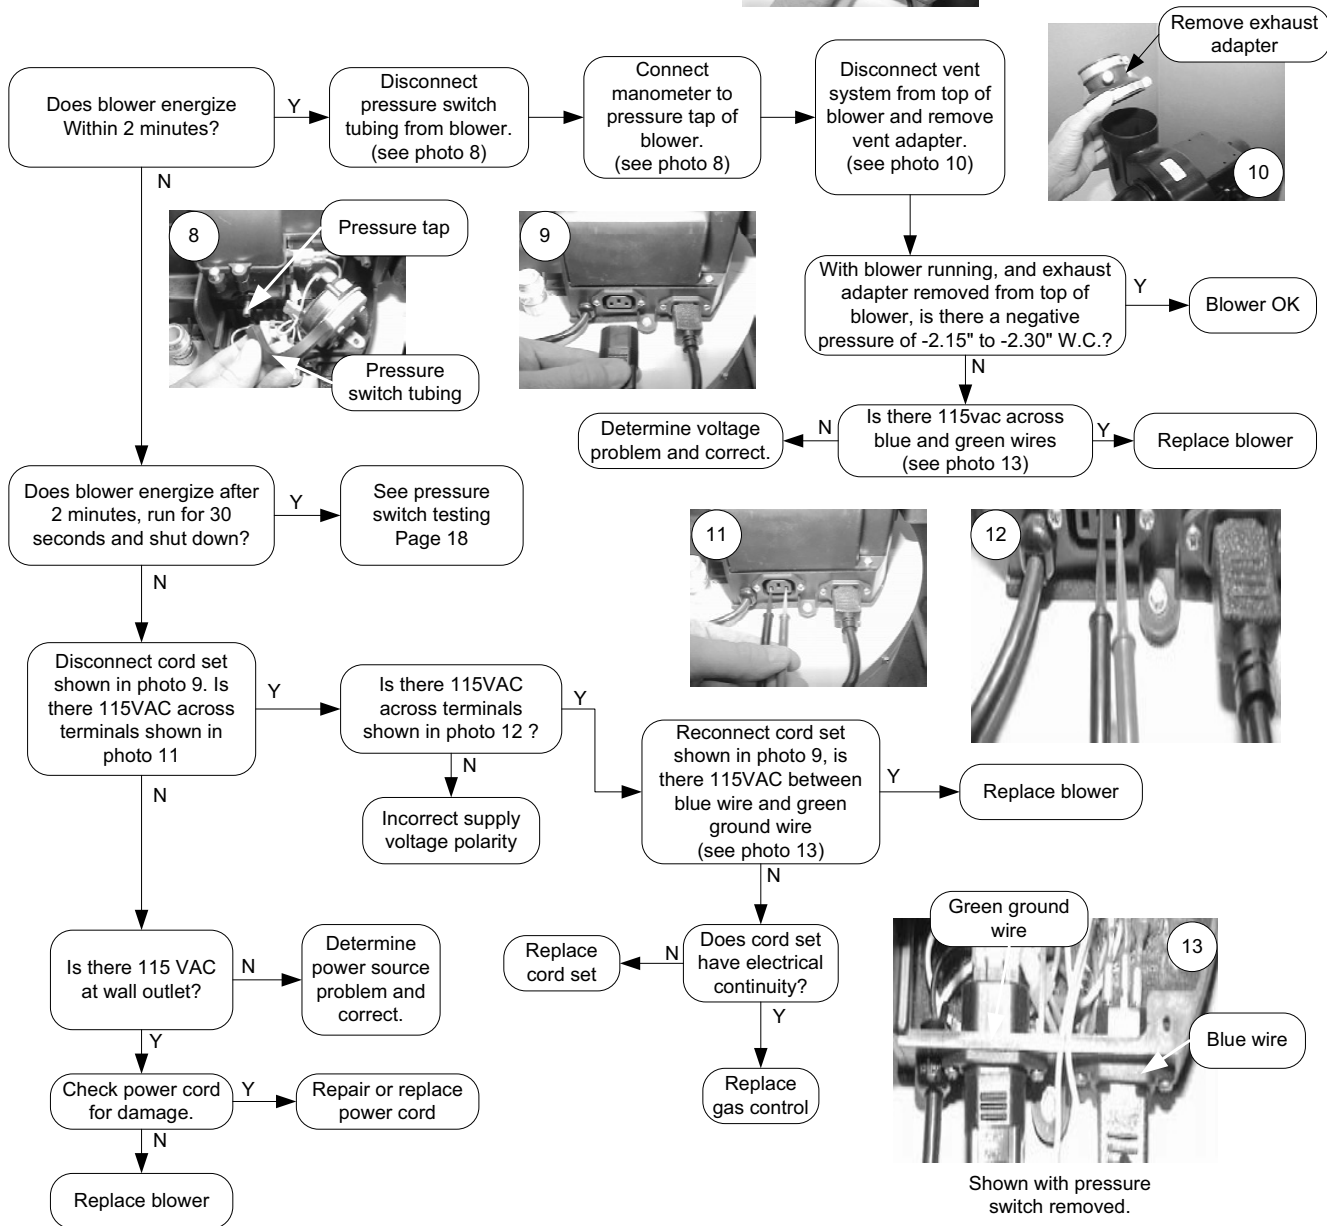 Remove exhaust
adapter
10
Does blower energize
Within 2 minutes?
Y
N
Disconnect
pressure switch
tubing from blower.
(see photo 8)
Connect
manometer to
pressure tap of
blower.
(see photo 8)
Disconnect vent
system from top of
blower and remove
vent adapter.
(see photo 10)
8
Pressure tap
Pressure
switch tubing
9
With blower running, and exhaust
adapter removed from top of
blower, is there a negative
pressure of -2.15" to -2.30" W.C.?
Y
N
Blower OK
Is there 115vac across
blue and green wires
(see photo 13)
N
Y
Determine voltage
problem and correct.
Replace blower
Does blower energize after
2 minutes, run for 30
seconds and shut down?
Y
N
See pressure
switch testing
Page 18
11
12
Disconnect cord set
shown in photo 9. Is
there 115VAC across
terminals shown in
photo 11
Y
N
Is there 115VAC
across terminals
shown in photo 12 ?
Y
N
Incorrect supply
voltage polarity
Reconnect cord set
shown in photo 9, is
there 115VAC between
blue wire and green
ground wire
(see photo 13)
Y
N
Replace blower
Does cord set
have electrical
continuity?
N
Y
Replace
cord set
Replace
gas control
Is there 115 VAC
at wall outlet?
N
Y
Determine
power source
problem and
correct.
Check power cord
for damage.
Y
N
Repair or replace
power cord
Replace blower
Green ground
wire
13
Blue wire
Shown with pressure
switch removed.